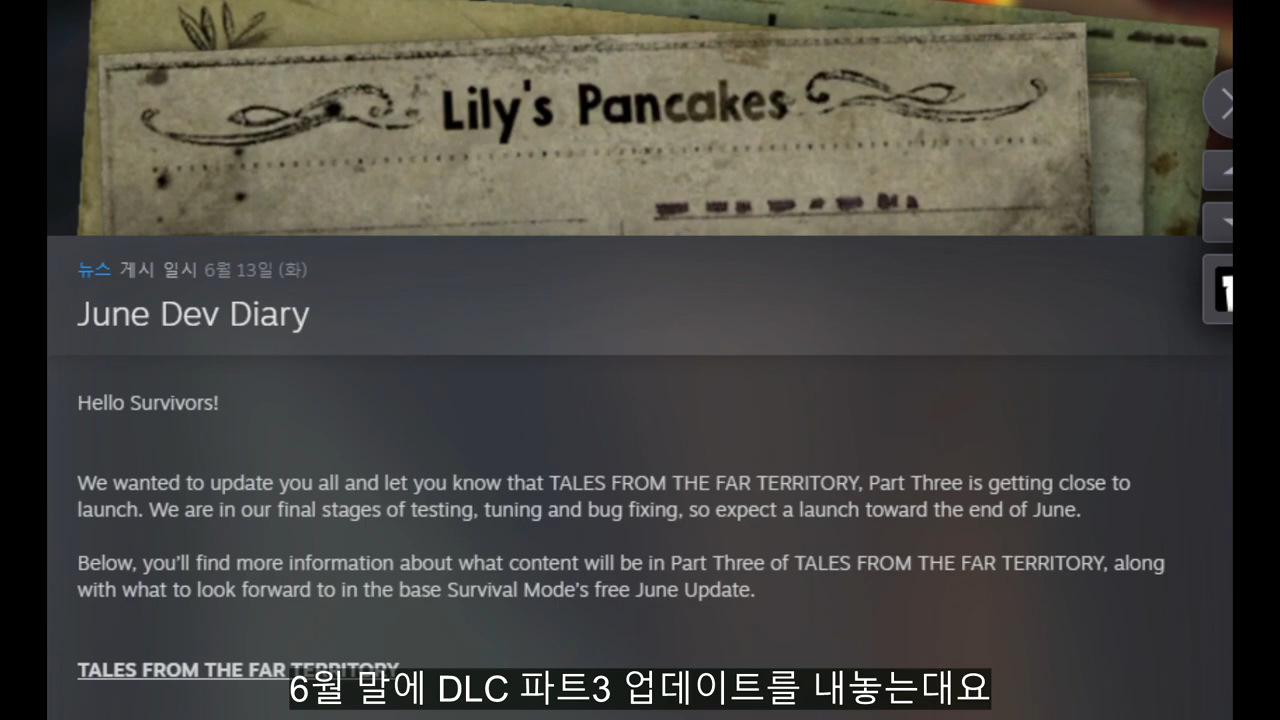 Lily's Pancakes
뉴스 게시 일시 6월 13일 (화)
June Dev Diary
Hello Survivors!
We wanted to update you all and let you know that TALES FROM THE FAR TERRITORY, Part Three is getting close to
launch. We are in our final stages of testing, tuning and bug fixing, so expect a launch toward the end of June.
Below, you'll find more information about what content will be in Part Three of TALES FROM THE FAR TERRITORY, along
with what to look forward to in the base Survival Mode's free June Update.
TALES FROM THE FAR TERRITORY
6월 말에 DLC 파트3 업데이트를 내놓는대요